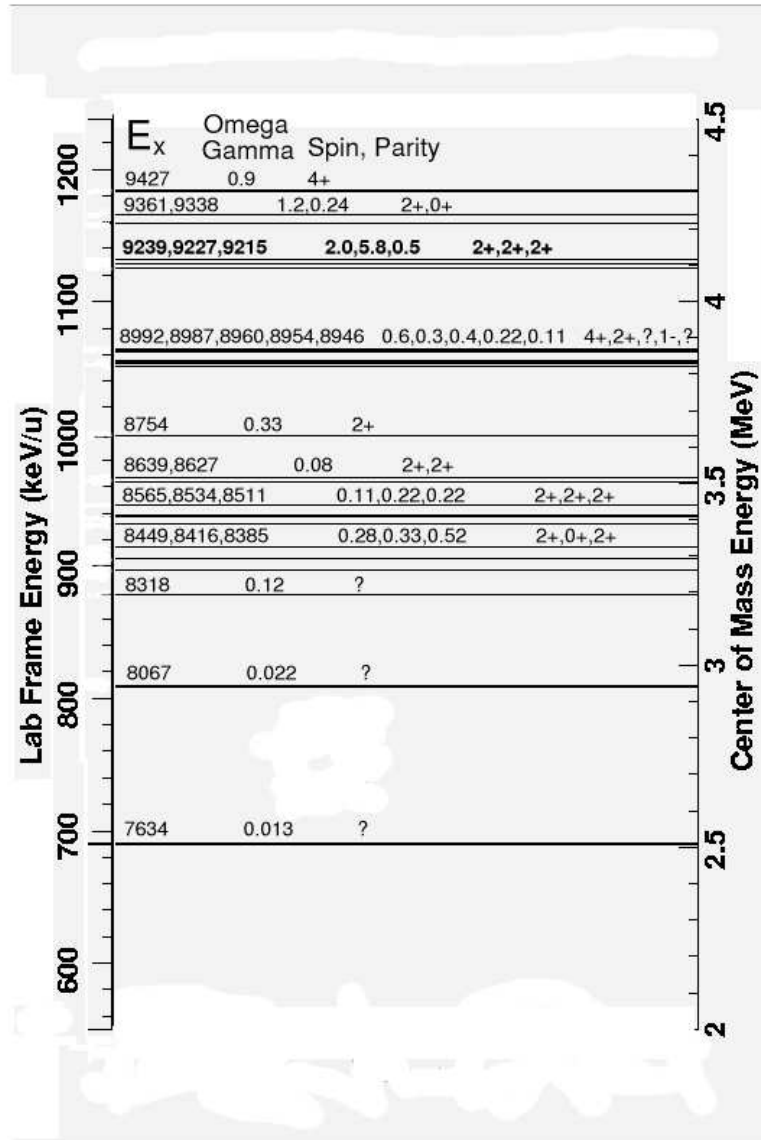 Omega
E_x Gamma Spin, Parity
9427 0.9 4+
9361,9338 1.2,0.24 2+,0+
9239,9227,9215 2.0,5.8,0.5 2+,2+,2+
8992,8987,8960,8954,8946 0.6,0.3,0.4,0.22,0.11 4+,2+,?,1-,?
8754 0.33 2+
8639,8627 0.08 2+,2+
8565,8534,8511 0.11,0.22,0.22 2+,2+,2+
8449,8416,8385 0.28,0.33,0.52 2+,0+,2+
8318 0.12 ?
8067 0.022 ?
7634 0.013 ?
Lab Frame Energy (keV/u)
1200
1100
1000
900
800
700
600
Center of Mass Energy (MeV)
4.5
4
3.5
3
2.5
2